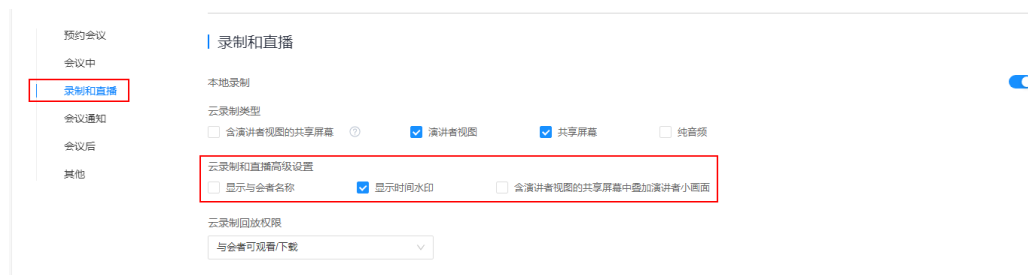 预约会议
会议中
录制和直播
会议通知
会议后
其他
录制和直播
本地录制
云录制类型
含演讲者视图的共享屏幕 演讲者视图 共享屏幕 纯音频
云录制和直播高级设置
显示与会者名称 显示时间水印 含演讲者视图的共享屏幕中叠加演讲者小画面
云录制回放权限
与会者可观看/下载